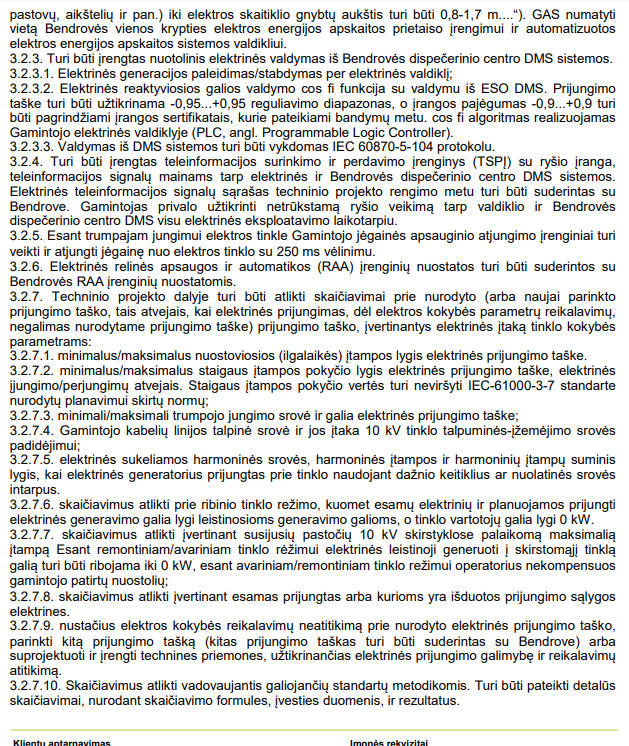 pastovų, aikštelių ir pan.) iki elektros skaitiklio gnybtų aukštis turi būti 0,8-1,7 m....“). GAS numatyti
vietą Bendrovės vienos krypties elektros energijos apskaitos prietaiso įrengimui ir automatizuotos
elektros energijos apskaitos sistemos valdikliui.
3.2.3. Turi būti įrengtas nuotolinis elektrinės valdymas iš Bendrovės dispečerinio centro DMS sistemos.
3.2.3.1. Elektrinės generacijos paleidimas/stabdymas per elektrinės valdiklį;
3.2.3.2. Elektrinės reaktyviosios galios valdymo cos fi funkcija su valdymu iš ESO DMS. Prijungimo
taške turi būti užtikrinama -0,95...+0,95 reguliavimo diapazonas, o įrangos pajėgumas -0,9...+0,9 turi
būti pagrindžiami įrangos sertifikatais, kurie pateikiami bandymų metu. cos fi algoritmas realizuojamas
Gamintojo elektrinės valdiklyje (PLC, angl. Programmable Logic Controller).
3.2.3.3. Valdymas iš DMS sistemos turi būti vykdomas IEC 60870-5-104 protokolu.
3.2.4. Turi būti įrengtas teleinformacijos surinkimo ir perdavimo įrenginys (TSPĮ) su ryšio įranga,
teleinformacijos signalų mainams tarp elektrinės ir Bendrovės dispečerinio centro DMS sistemos.
Elektrinės teleinformacijos signalų sąrašas techninio projekto rengimo metu turi būti suderintas su
Bendrove. Gamintojas privalo užtikrinti netrūkstamą ryšio veikimą tarp valdiklio ir Bendrovės
dispečerinio centro DMS visu elektrinės eksploatavimo laikotarpiu.
3.2.5. Esant trumpajam jungimui elektros tinkle Gamintojo jėgainės apsauginio atjungimo įrenginiai turi
veikti ir atjungti jėgainę nuo elektros tinklo su 250 ms vėlinimu.
3.2.6. Elektrinės relinės apsaugos ir automatikos (RAA) įrenginių nuostatos turi būti suderintos su
Bendrovės RAA įrenginių nuostatomis.
3.2.7. Techninio projekto dalyje turi būti atlikti skaičiavimai prie nurodyto (arba naujai parinkto
prijungimo taško, tais atvejais, kai elektrinės prijungimas, dėl elektros kokybės parametrų reikalavimų,
negalimas nurodytame prijungimo taške) prijungimo taško, įvertinantys elektrinės įtaką tinklo kokybės
parametrams:
3.2.7.1. minimalus/maksimalus nuostoviosios (ilgalaikės) įtampos lygis elektrinės prijungimo taške.
3.2.7.2. minimalus/maksimalus staigaus įtampos pokyčio lygis elektrinės prijungimo taške, elektrinės
įjungimo/perjungimų atvejais. Staigaus įtampos pokyčio vertės turi neviršyti IEC-61000-3-7 standarte
nurodytų planavimui skirtų normų;
3.2.7.3. minimali/maksimali trumpojo jungimo srovė ir galia elektrinės prijungimo taške;
3.2.7.4. Gamintojo kabelių linijos talpinė srovė ir jos įtaka 10 kV tinklo talpuminės-įžemėjimo srovės
padidėjimui;
3.2.7.5. elektrinės sukeliamos harmoninės srovės, harmoninės įtampos ir harmoninių įtampų suminis
lygis, kai elektrinės generatorius prijungtas prie tinklo naudojant dažnio keitiklius ar nuolatinės srovės
intarpus.
3.2.7.6. skaičiavimus atlikti prie ribinio tinklo režimo, kuomet esamų elektrinių ir planuojamos prijungti
elektrinės generavimo galia lygi leistinosioms generavimo galioms, o tinklo vartotojų galia lygi 0 kW.
3.2.7.7. skaičiavimus atlikti įvertinant susijusių pastočių 10 kV skirstyklose palaikomą maksimalią
įtampą Esant remontiniam/avariniam tinklo rėžimui elektrinės leistinoji generuoti į skirstomąjį tinklą
galią turi būti ribojama iki 0 kW, esant avariniam/remontiniam tinklo režimui operatorius nekompensuos
gamintojo patirtų nuostolių;
3.2.7.8. skaičiavimus atlikti įvertinant esamas prijungtas arba kurioms yra išduotos prijungimo sąlygos
elektrines.
3.2.7.9. nustačius elektros kokybės reikalavimų neatitikimą prie nurodyto elektrinės prijungimo taško,
parinkti kitą prijungimo tašką (kitas prijungimo taškas turi būti suderintas su Bendrove) arba
suprojektuoti ir įrengti technines priemones, užtikrinančias elektrinės prijungimo galimybę ir reikalavimų
atitikimą.
3.2.7.10. Skaičiavimus atlikti vadovaujantis galiojančių standartų metodikomis. Turi būti pateikti detalūs
skaičiavimai, nurodant skaičiavimo formules, įvesties duomenis, ir rezultatus.
Klientų aptarnavimas
Įmonės rekvizitai